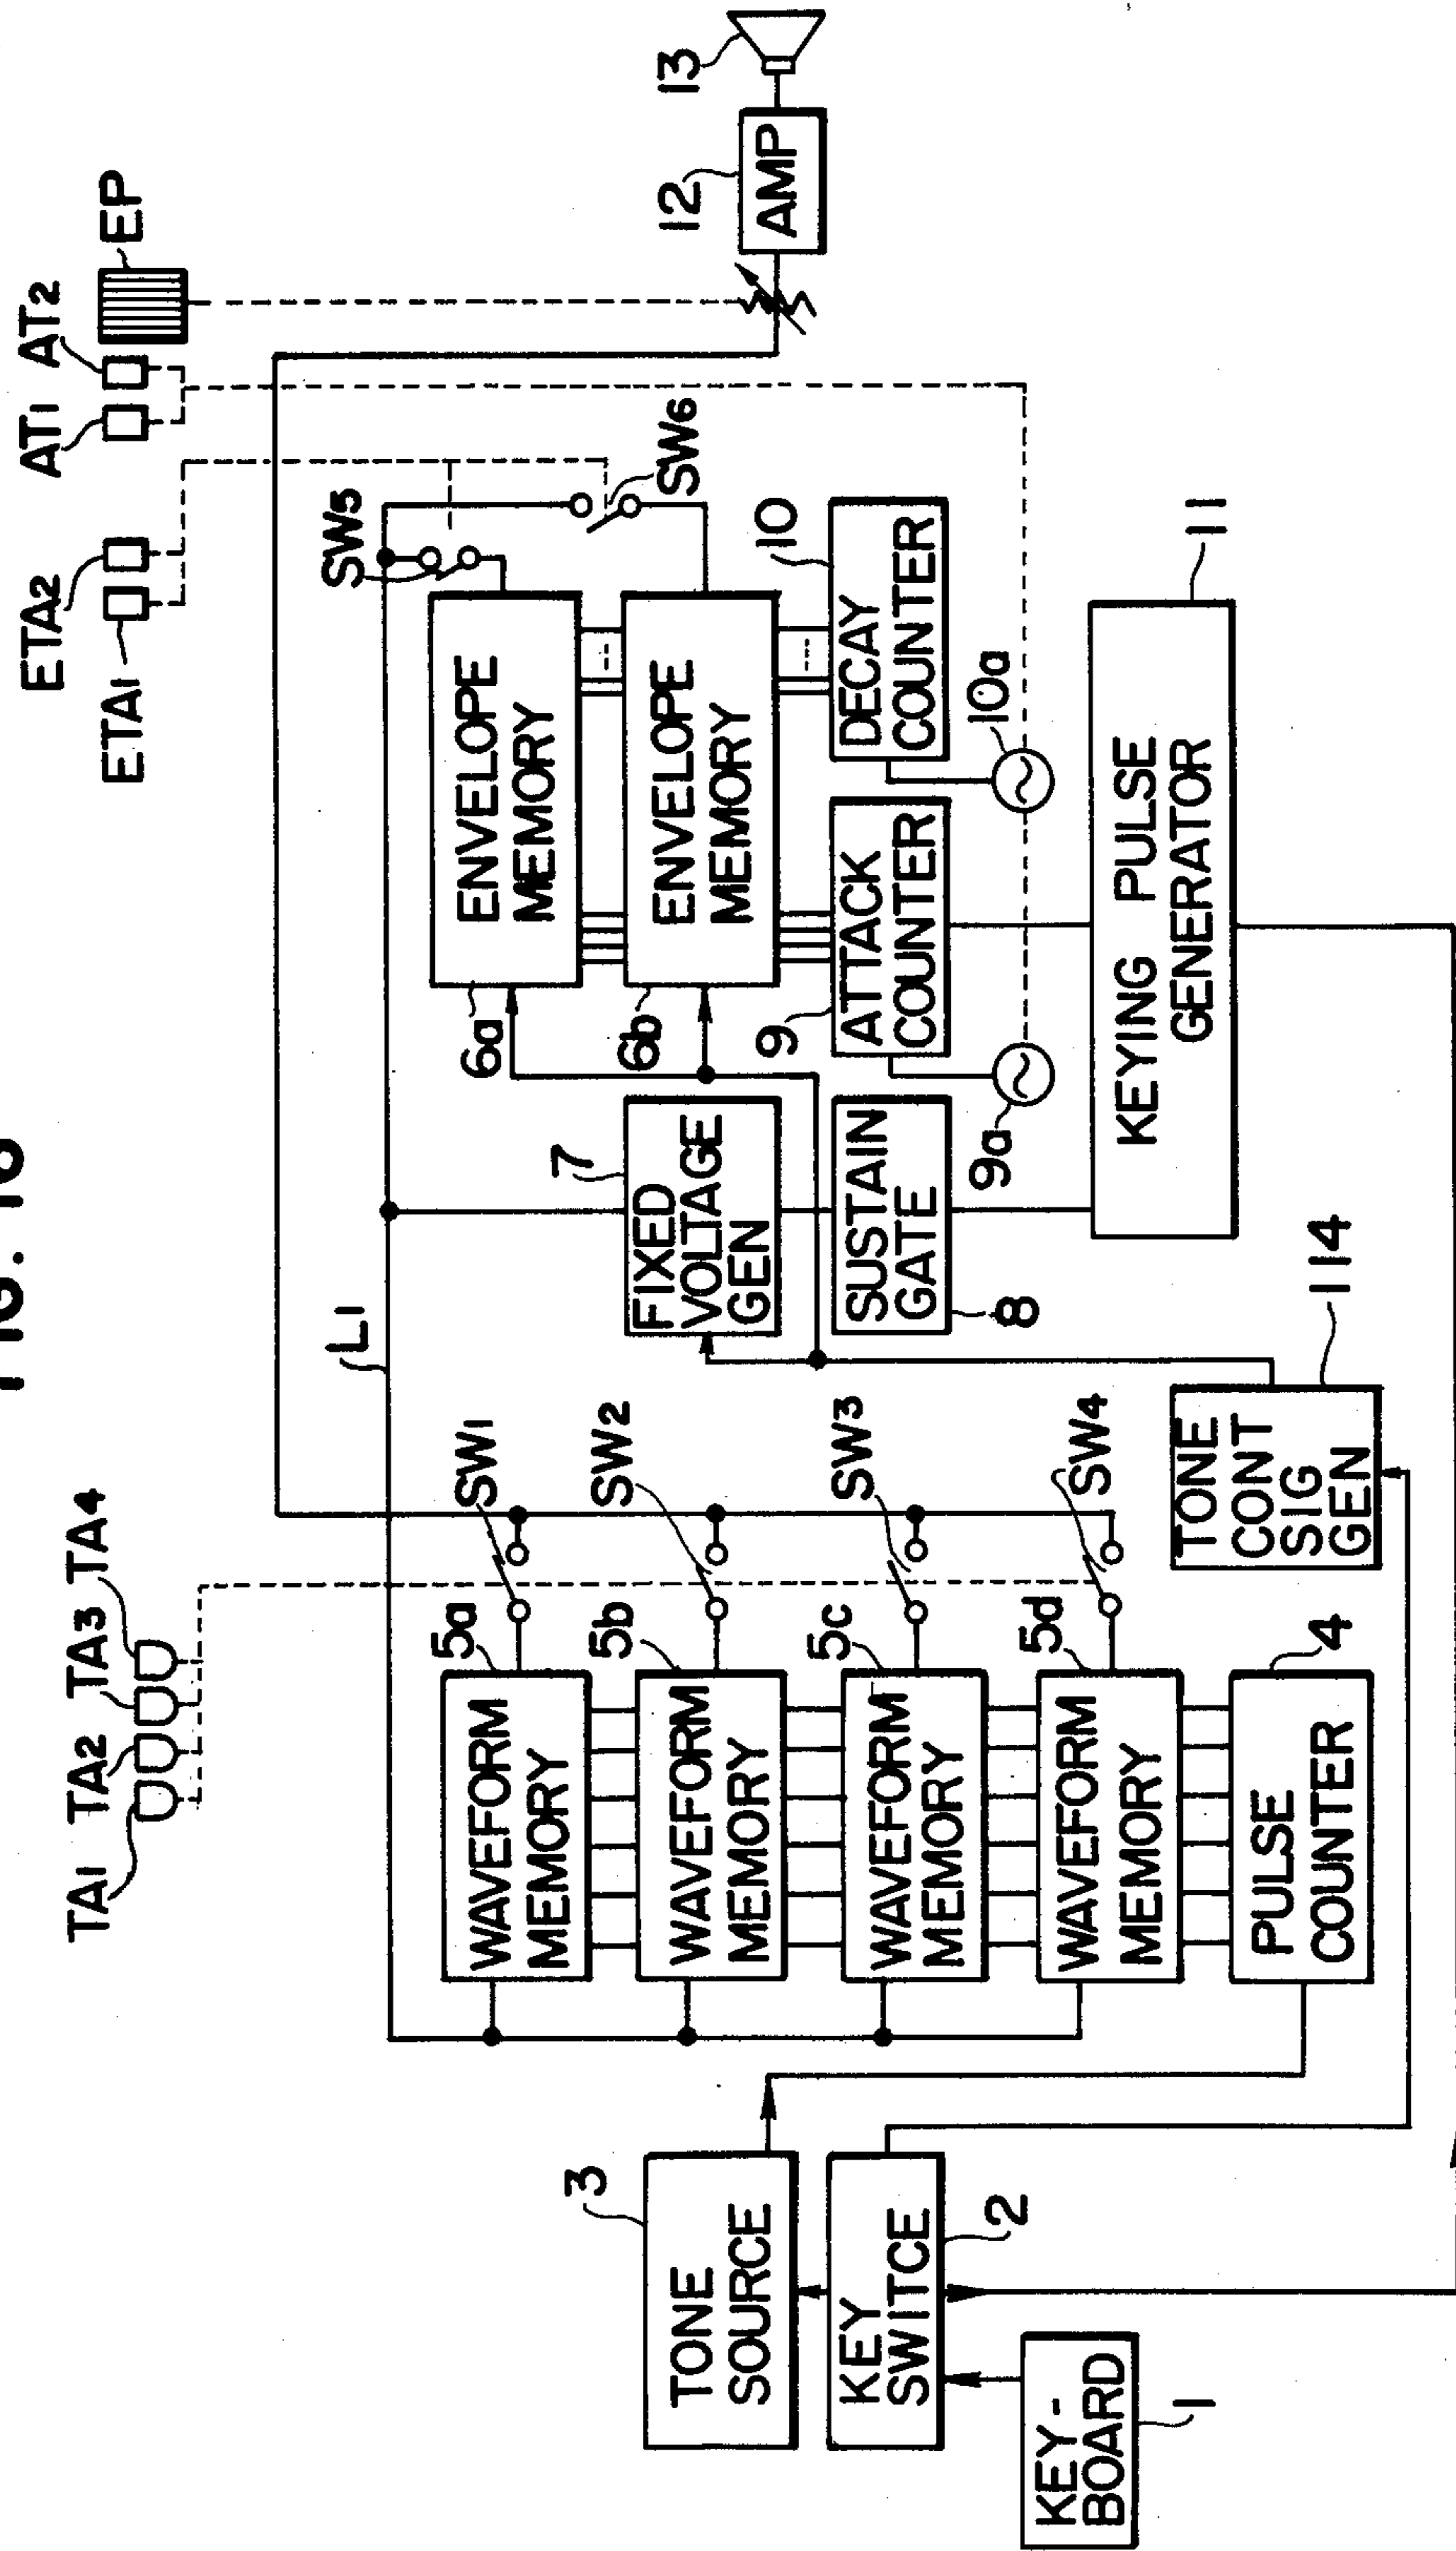 FIG. 18
TA1
TA2
TA3
TA4
ETA1
ETA2
AT1
AT2
EP
L1
5a
WAVEFORM
MEMORY
SW1
5b
WAVEFORM
MEMORY
SW2
5c
WAVEFORM
MEMORY
SW3
5d
WAVEFORM
MEMORY
SW4
PULSE
COUNTER
4
TONE
SOURCE
3
KEY
SWITCE
2
KEY-
BOARD
1
TONE
CONT
SIG
GEN
114
FIXED
VOLTAGE
GEN
7
SUSTAIN
GATE
8
6a
ENVELOPE
MEMORY
SW5
6b
ENVELOPE
MEMORY
SW6
9
ATTACK
COUNTER
9a
DECAY
COUNTER
10
10a
KEYING PULSE
GENERATOR
11
12
AMP
13